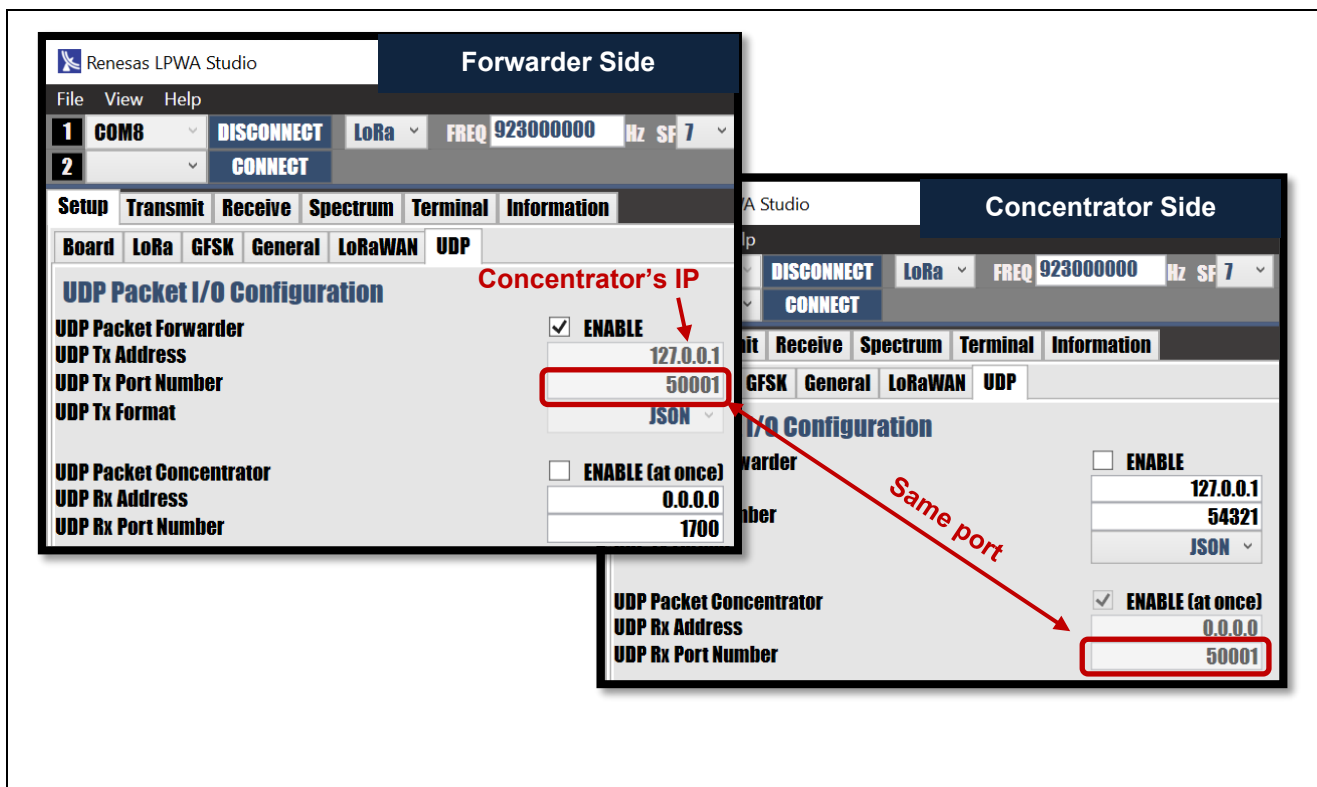 Renesas LPWA Studio
Forwarder Side
File View Help
1 COM8 DISCONNECT LoRa FREQ 923000000 Hz SF 7
2 CONNECT
Setup Transmit Receive Spectrum Terminal Information
Board LoRa GFSK General LoRaWAN UDP
Concentrator’s IP
UDP Packet I/O Configuration
UDP Packet Forwarder ENABLE
UDP Tx Address 127.0.0.1
UDP Tx Port Number 50001
UDP Tx Format JSON
UDP Packet Concentrator ENABLE (at once)
UDP Rx Address 0.0.0.0
UDP Rx Port Number 1700
Same port
Studio
Concentrator Side
DISCONNECT LoRa FREQ 923000000 Hz SF 7
CONNECT
Receive Spectrum Terminal Information
GFSK General LoRaWAN UDP
I/O Configuration
ENABLE
127.0.0.1
54321
JSON
UDP Packet Concentrator ENABLE (at once)
UDP Rx Address 0.0.0.0
UDP Rx Port Number 50001